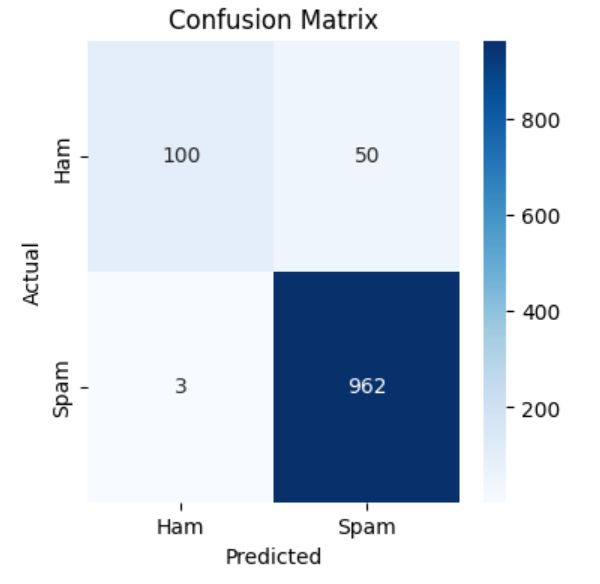 Confusion Matrix
Actual
Ham
100
50
Spam
3
962
Ham
Spam
Predicted
800
600
400
200